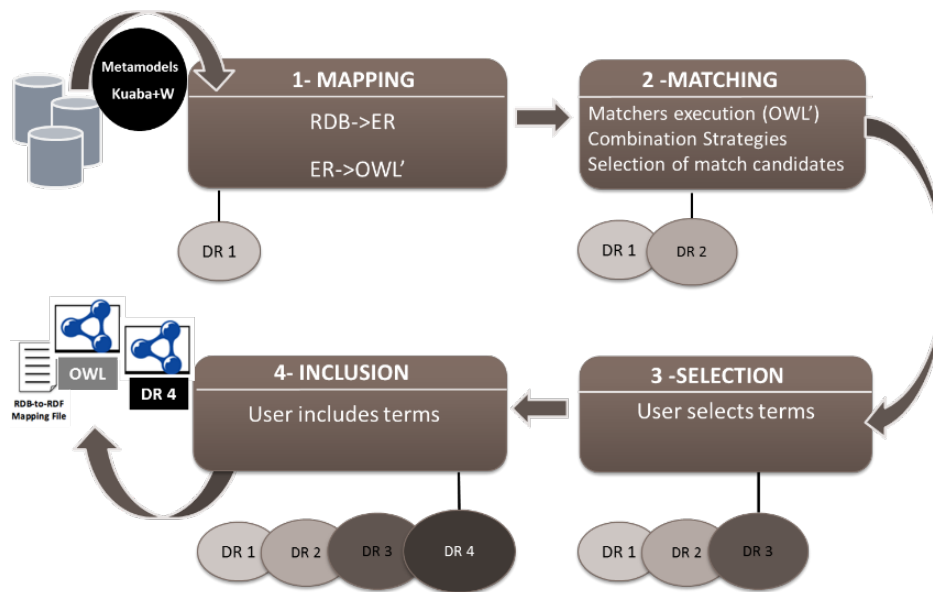 Metamodels
Kuaba+W
1- MAPPING
RDB->ER
ER->OWL’
DR 1
2 -MATCHING
Matchers execution (OWL’)
Combination Strategies
Selection of match candidates
DR 1
DR 2
3 -SELECTION
User selects terms
DR 1
DR 2
DR 3
4- INCLUSION
User includes terms
DR 1
DR 2
DR 3
DR 4
OWL
DR 4
RDB-to-RDF
Mapping File